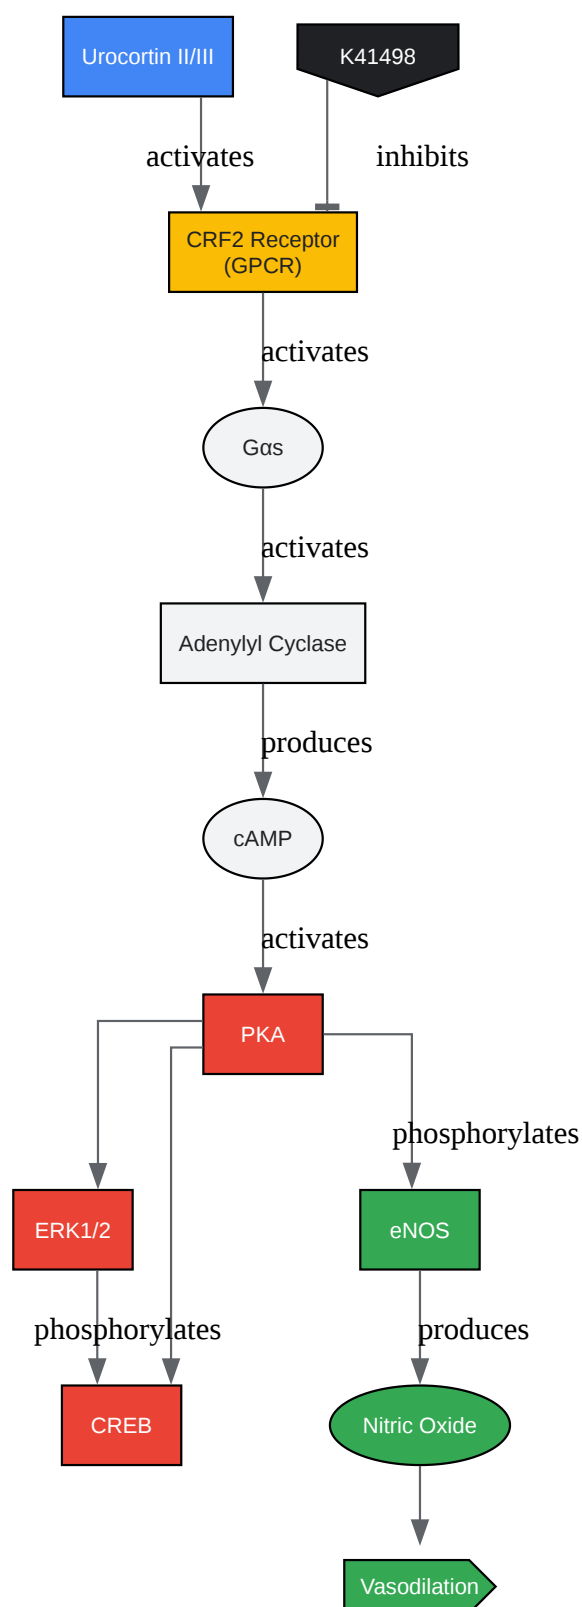 Urocortin II/III
K41498
activates
inhibits
CRF2 Receptor
(GPCR)
activates
Gαs
activates
Adenylyl Cyclase
produces
cAMP
activates
PKA
phosphorylates
ERK1/2
eNOS
phosphorylates
produces
CREB
Nitric Oxide
Vasodilation